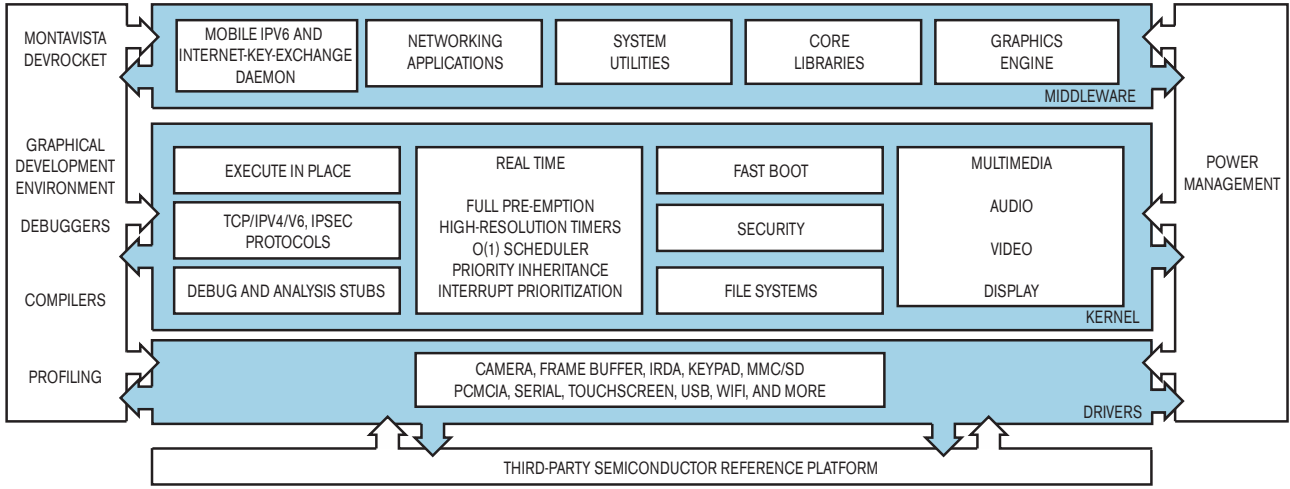 MONTAVISTA
DEVROCKET
GRAPHICAL
DEVELOPMENT
ENVIRONMENT
DEBUGGERS
COMPILERS
PROFILING
MOBILE IPV6 AND
INTERNET-KEY-EXCHANGE
DAEMON
NETWORKING
APPLICATIONS
SYSTEM
UTILITIES
CORE
LIBRARIES
GRAPHICS
ENGINE
MIDDLEWARE
EXECUTE IN PLACE
TCP/IPV4/V6, IPSEC
PROTOCOLS
DEBUG AND ANALYSIS STUBS
REAL TIME
FULL PRE-EMPTION
HIGH-RESOLUTION TIMERS
O(1) SCHEDULER
PRIORITY INHERITANCE
INTERRUPT PRIORITIZATION
FAST BOOT
SECURITY
FILE SYSTEMS
MULTIMEDIA
AUDIO
VIDEO
DISPLAY
KERNEL
CAMERA, FRAME BUFFER, IRDA, KEYPAD, MMC/SD
PCMCIA, SERIAL, TOUCHSCREEN, USB, WIFI, AND MORE
DRIVERS
POWER
MANAGEMENT
THIRD-PARTY SEMICONDUCTOR REFERENCE PLATFORM